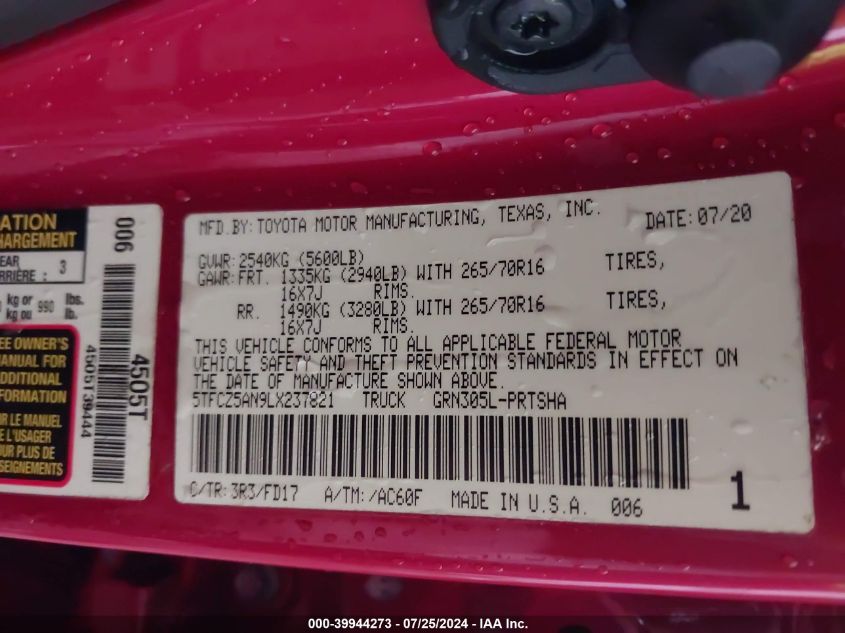 ATION
HARGEMENT
EAR
RRIÈRE : 3
kg or 990 lbs.
kg ou lb.
EE OWNER'S
MANUAL FOR
ADDITIONAL
FORMATION
IR LE MANUEL
E L'USAGER
OUR PLUS DE
SEIGNEMENTS
006
4505T
4505T39444
MFD.BY: TOYOTA MOTOR MANUFACTURING, TEXAS, INC. DATE: 07/20
GVWR: 2540KG (5600LB)
GAWR: FRT. 1335KG (2940LB) WITH 265/70R16 TIRES,
16X7J RIMS.
RR. 1490KG (3280LB) WITH 265/70R16 TIRES,
16X7J RIMS.
THIS VEHICLE CONFORMS TO ALL APPLICABLE FEDERAL MOTOR
VEHICLE SAFETY AND THEFT PREVENTION STANDARDS IN EFFECT ON
THE DATE OF MANUFACTURE SHOWN ABOVE.
5TFCZ5AN9LX237821 TRUCK GRN305L-PRTSHA
C/TR: 3R3/FD17 A/TM: /AC60F MADE IN U.S.A. 006 1
000-39944273 - 07/25/2024 - IAA Inc.